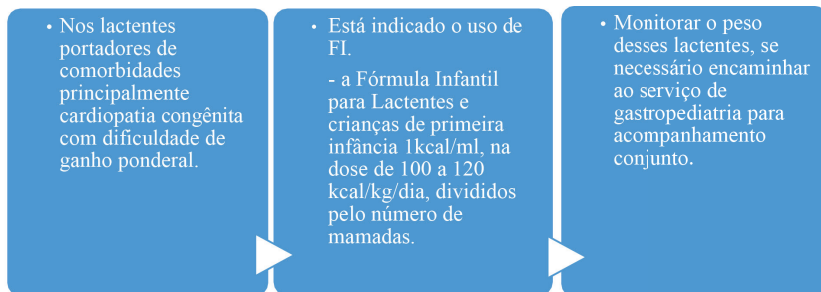 • Nos lactentes
portadores de
comorbidades
principalmente
cardiopatia congênita
com dificuldade de
ganho ponderal.
• Está indicado o uso de
FI.
- a Fórmula Infantil
para Lactentes e
crianças de primeira
infância 1kcal/ml, na
dose de 100 a 120
kcal/kg/dia, divididos
pelo número de
mamadas.
• Monitorar o peso
desses lactentes, se
necessário encaminhar
ao serviço de
gastropediatria para
acompanhamento
conjunto.